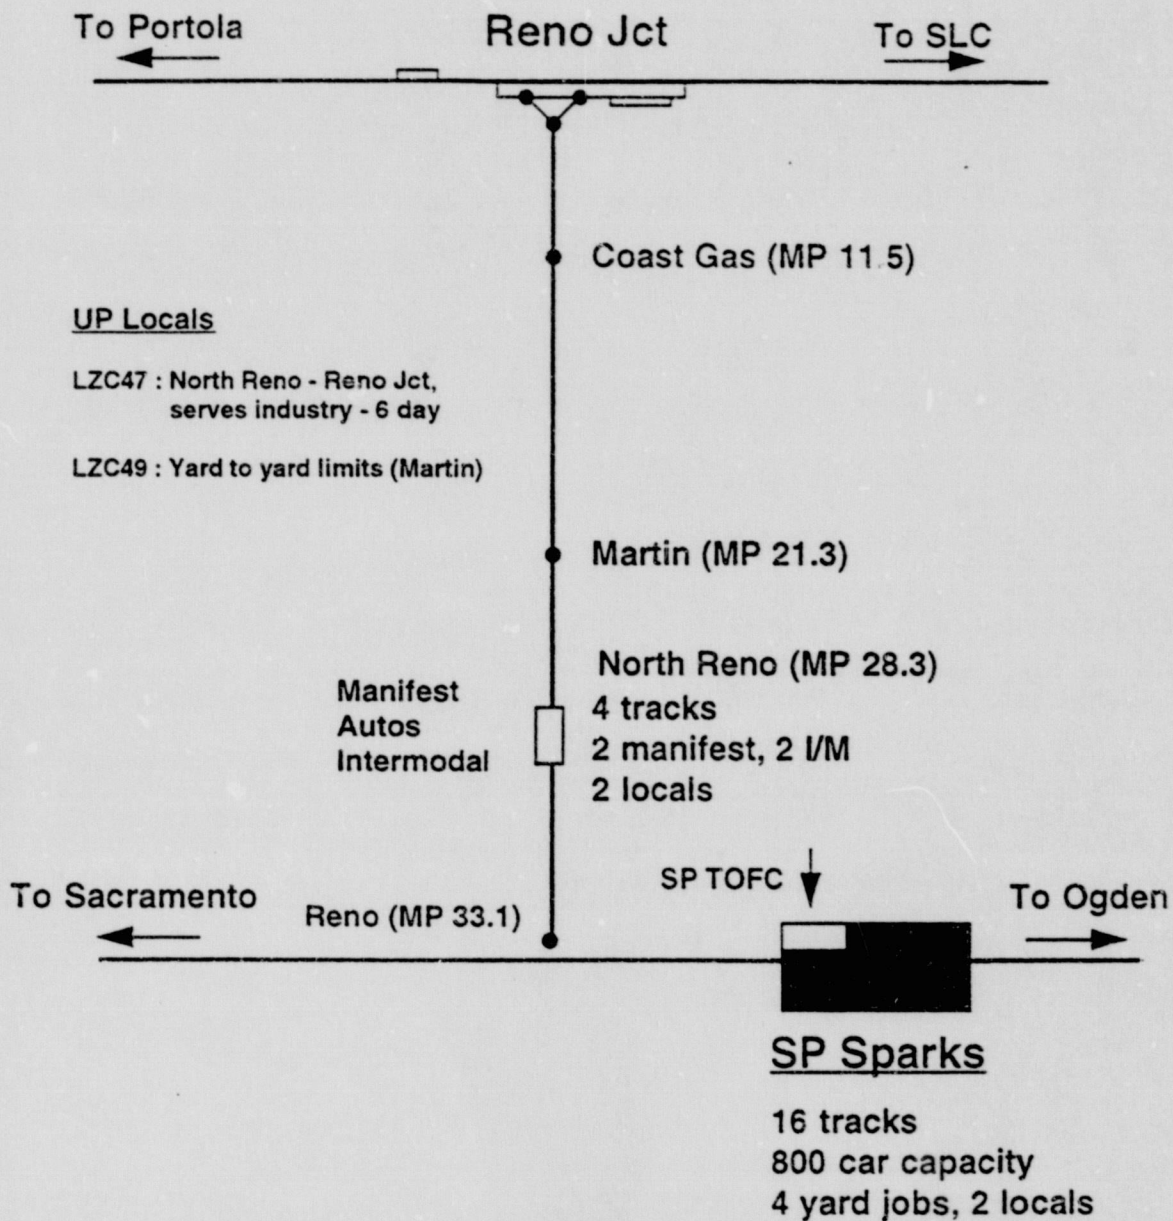 To Portola
Reno Jct
To SLC
Coast Gas (MP 11.5)
UP Locals
LZC47 : North Reno - Reno Jct,
serves industry - 6 day
LZC49 : Yard to yard limits (Martin)
Martin (MP 21.3)
North Reno (MP 28.3)
4 tracks
2 manifest, 2 I/M
2 locals
Manifest
Autos
Intermodal
SP TOFC
To Sacramento
Reno (MP 33.1)
To Ogden
SP Sparks
16 tracks
800 car capacity
4 yard jobs, 2 locals